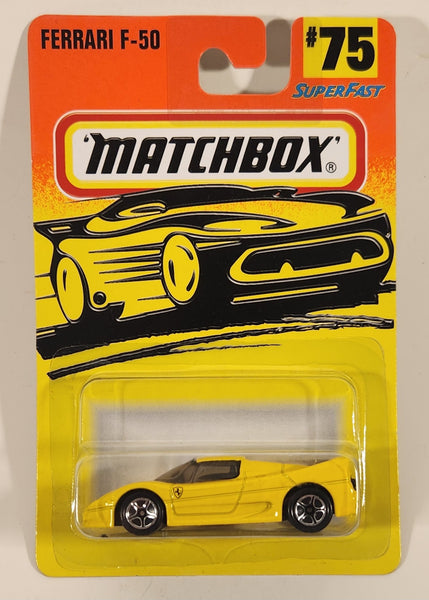 FERRARI F-50
#75
SUPERFAST
'MATCHBOX'®